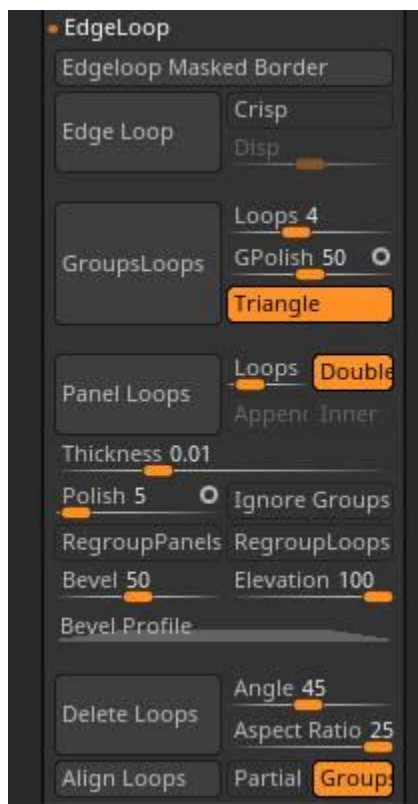 EdgeLoop
Edgeloop Masked Border
Edge Loop
Crisp
Disp
GroupsLoops
Loops 4
GPolish 50
Triangle
Panel Loops
Loops
Double
Append Inner
Thickness 0.01
Polish 5
Ignore Groups
RegroupPanels
RegroupLoops
Bevel 50
Elevation 100
Bevel Profile
Delete Loops
Angle 45
Aspect Ratio 25
Align Loops
Partial
Groups